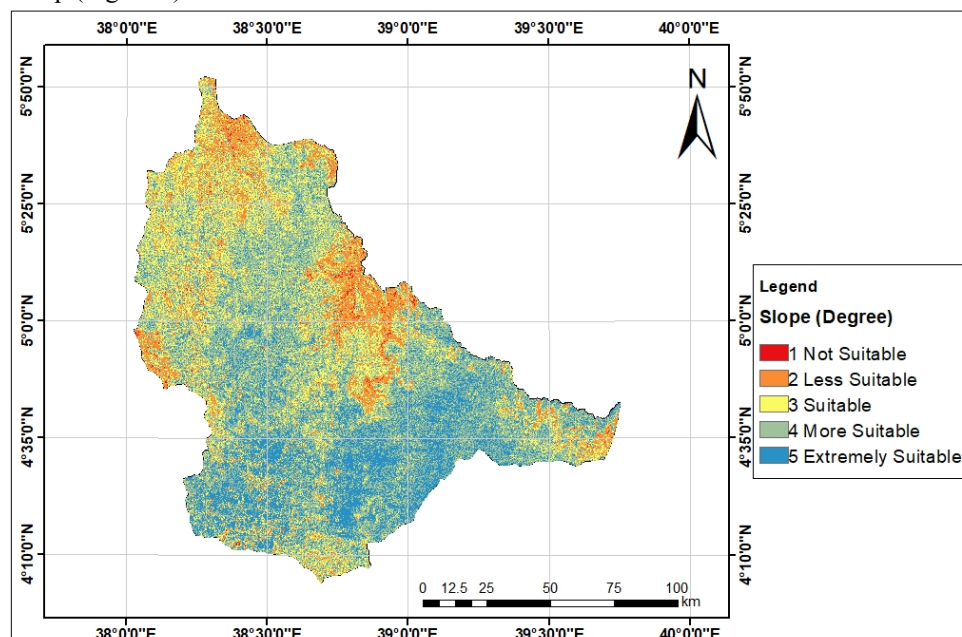 38°0'0"E 38°30'0"E 39°0'0"E 39°30'0"E 40°0'0"E
N
5°50'0"N 5°50'0"N
5°25'0"N 5°25'0"N
5°0'0"N 5°0'0"N
4°35'0"N 4°35'0"N
4°10'0"N 4°10'0"N
Legend
Slope (Degree)
1 Not Suitable
2 Less Suitable
3 Suitable
4 More Suitable
5 Extremely Suitable
0 12.5 25 50 75 100
km
38°0'0"E 38°30'0"E 39°0'0"E 39°30'0"E 40°0'0"E